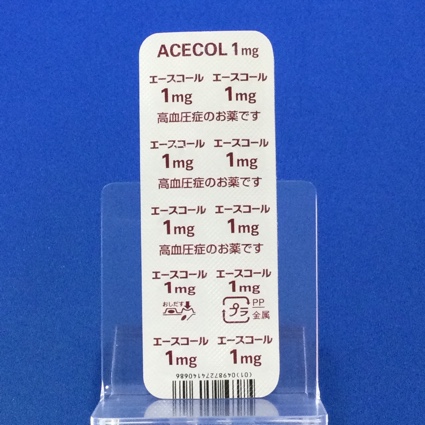 ACECOL 1mg
エースコール エースコール
1mg 1mg
高血圧症のお薬です
エースコール エースコール
1mg 1mg
高血圧症のお薬です
エースコール エースコール
1mg 1mg
高血圧症のお薬です
エースコール エースコール
1mg 1mg
おしだす
プラ
PP
金属
エースコール エースコール
1mg 1mg
(01)04987274140686